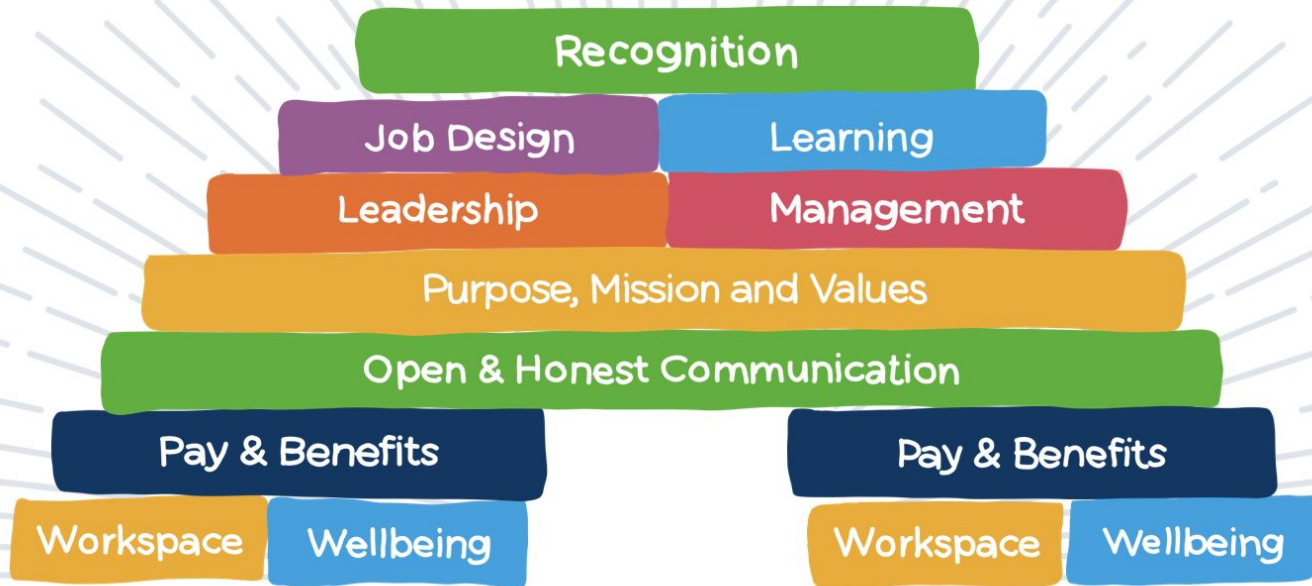 Recognition
Job Design Learning
Leadership Management
Purpose, Mission and Values
Open & Honest Communication
Pay & Benefits Pay & Benefits
Workspace Wellbeing Workspace Wellbeing